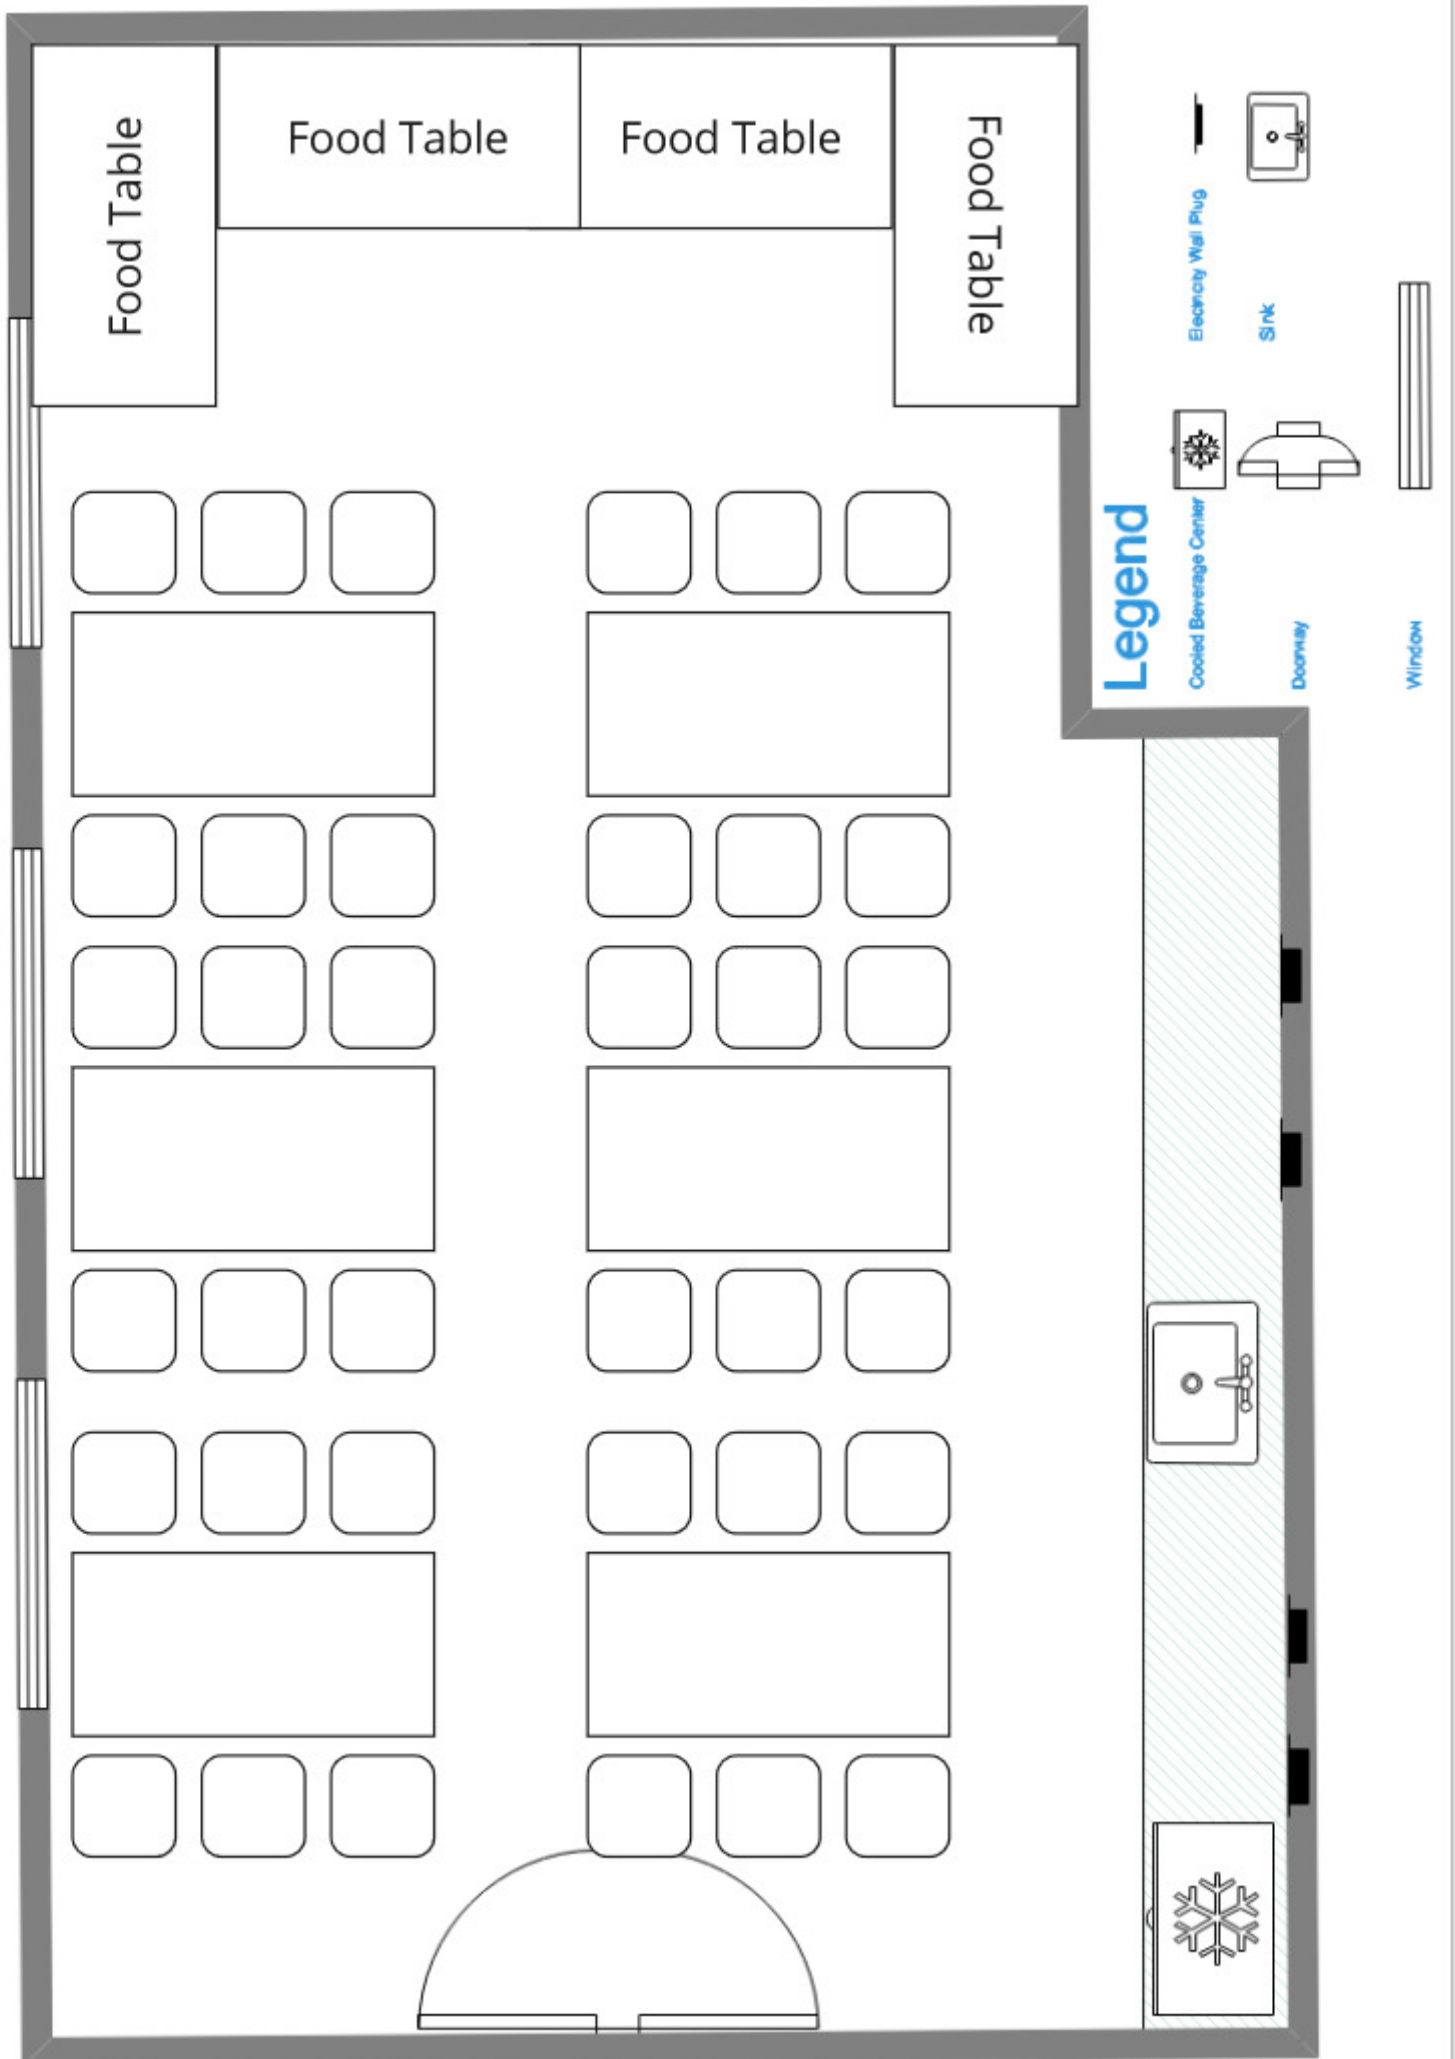 Food Table
Food Table
Food Table
Food Table
Legend
Cooled Beverage Center
Electricity Wall Plug
Doorway
Sink
Window